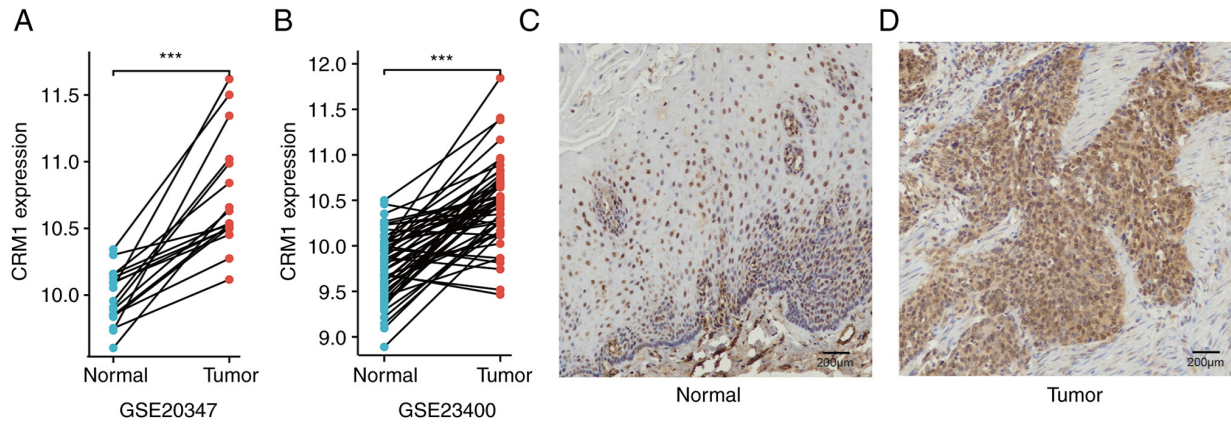 A
B
C
D
***
***
CRM1 expression
11.5
11.0
10.5
10.0
Normal
Tumor
GSE20347
CRM1 expression
12.0
11.5
11.0
10.5
10.0
9.5
9.0
Normal
Tumor
GSE23400
200μm
Normal
200μm
Tumor